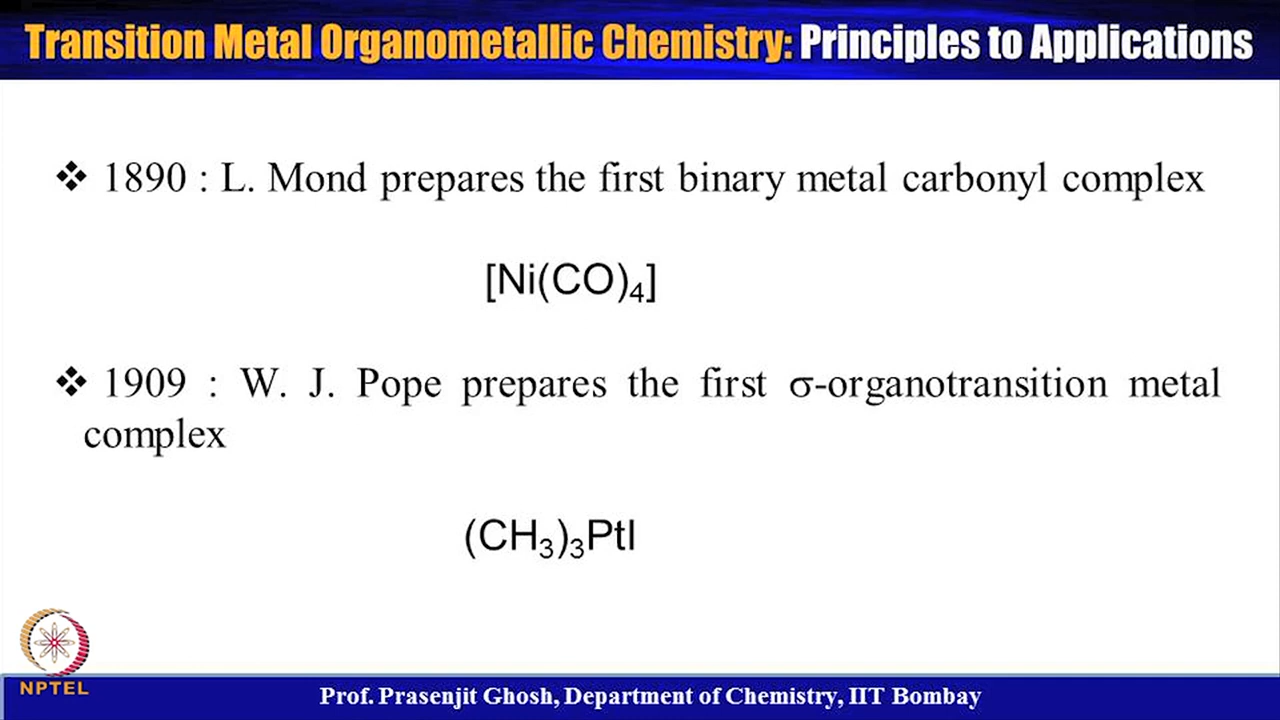 Transition Metal Organometallic Chemistry: Principles to Applications
❖ 1890 : L. Mond prepares the first binary metal carbonyl complex
[Ni(CO)₄]
❖ 1909 : W. J. Pope prepares the first σ-organotransition metal
complex
(CH₃)₃PtI
NPTEL
Prof. Prasenjit Ghosh, Department of Chemistry, IIT Bombay